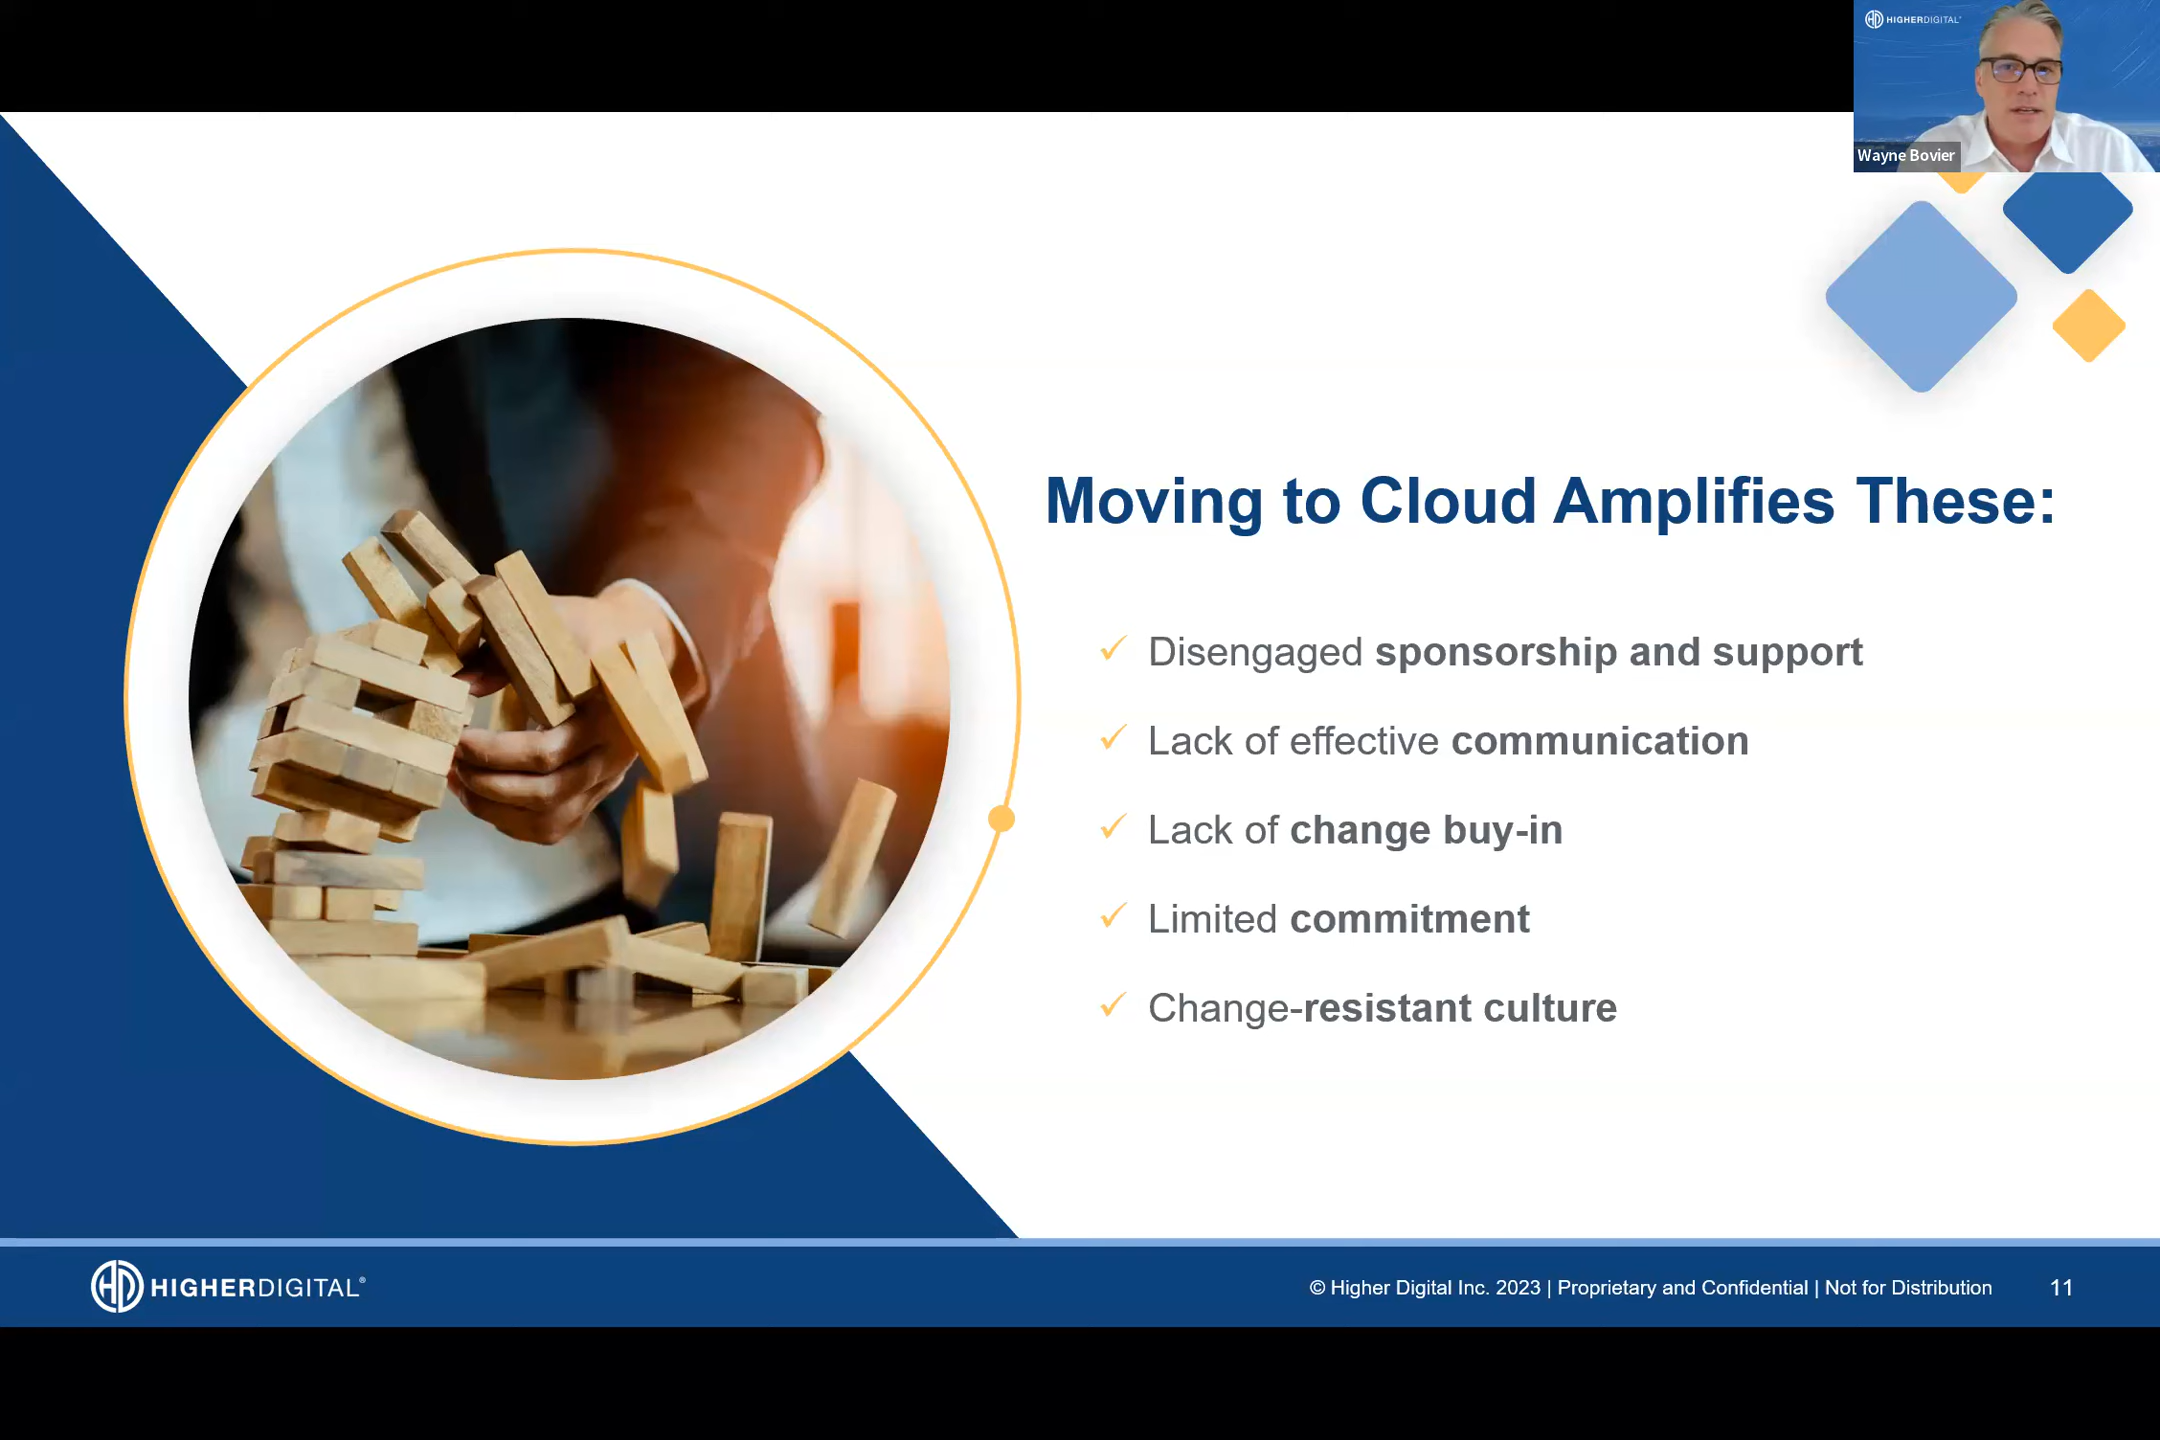 HIGHERDIGITAL
Wayne Bovier
Moving to Cloud Amplifies These:
✓ Disengaged sponsorship and support
✓ Lack of effective communication
✓ Lack of change buy-in
✓ Limited commitment
✓ Change-resistant culture
HIGHERDIGITAL®
© Higher Digital Inc. 2023 | Proprietary and Confidential | Not for Distribution 11